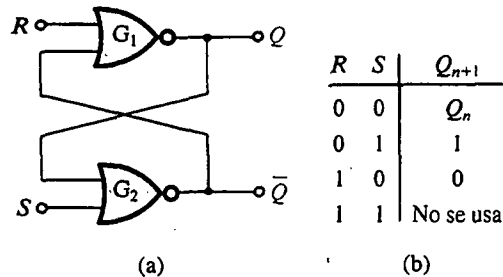 R
G₁
Q
G₂
S
Q̄
(a)
R S Qₙ₊₁
0 0 Qₙ
0 1 1
1 0 0
1 1 No se usa
(b)